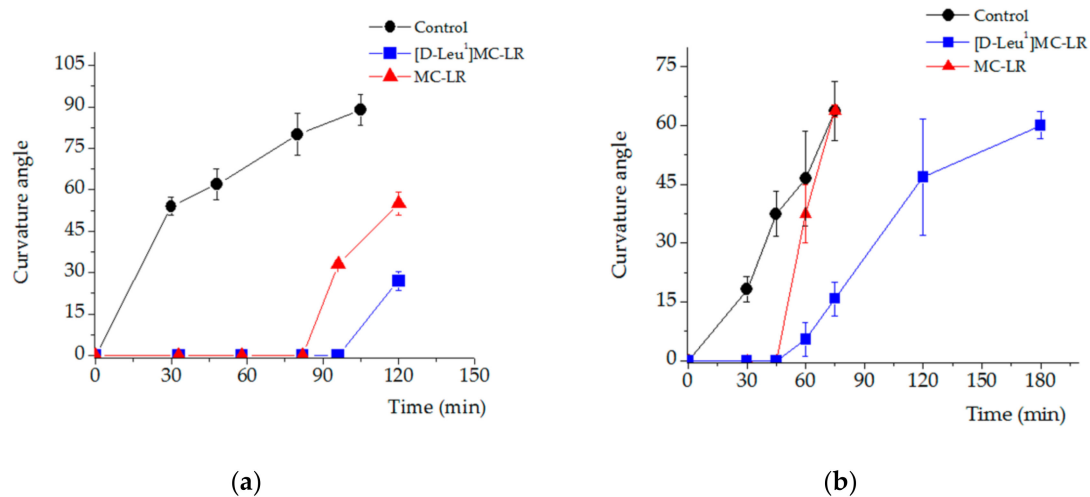 Control
[D-Leu¹]MC-LR
MC-LR
105
90
75
60
45
30
15
0
Curvature angle
0 30 60 90 120 150
Time (min)
(a)
Control
[D-Leu¹]MC-LR
MC-LR
75
60
45
30
15
0
Curvature angle
0 30 60 90 120 150 180
Time (min)
(b)